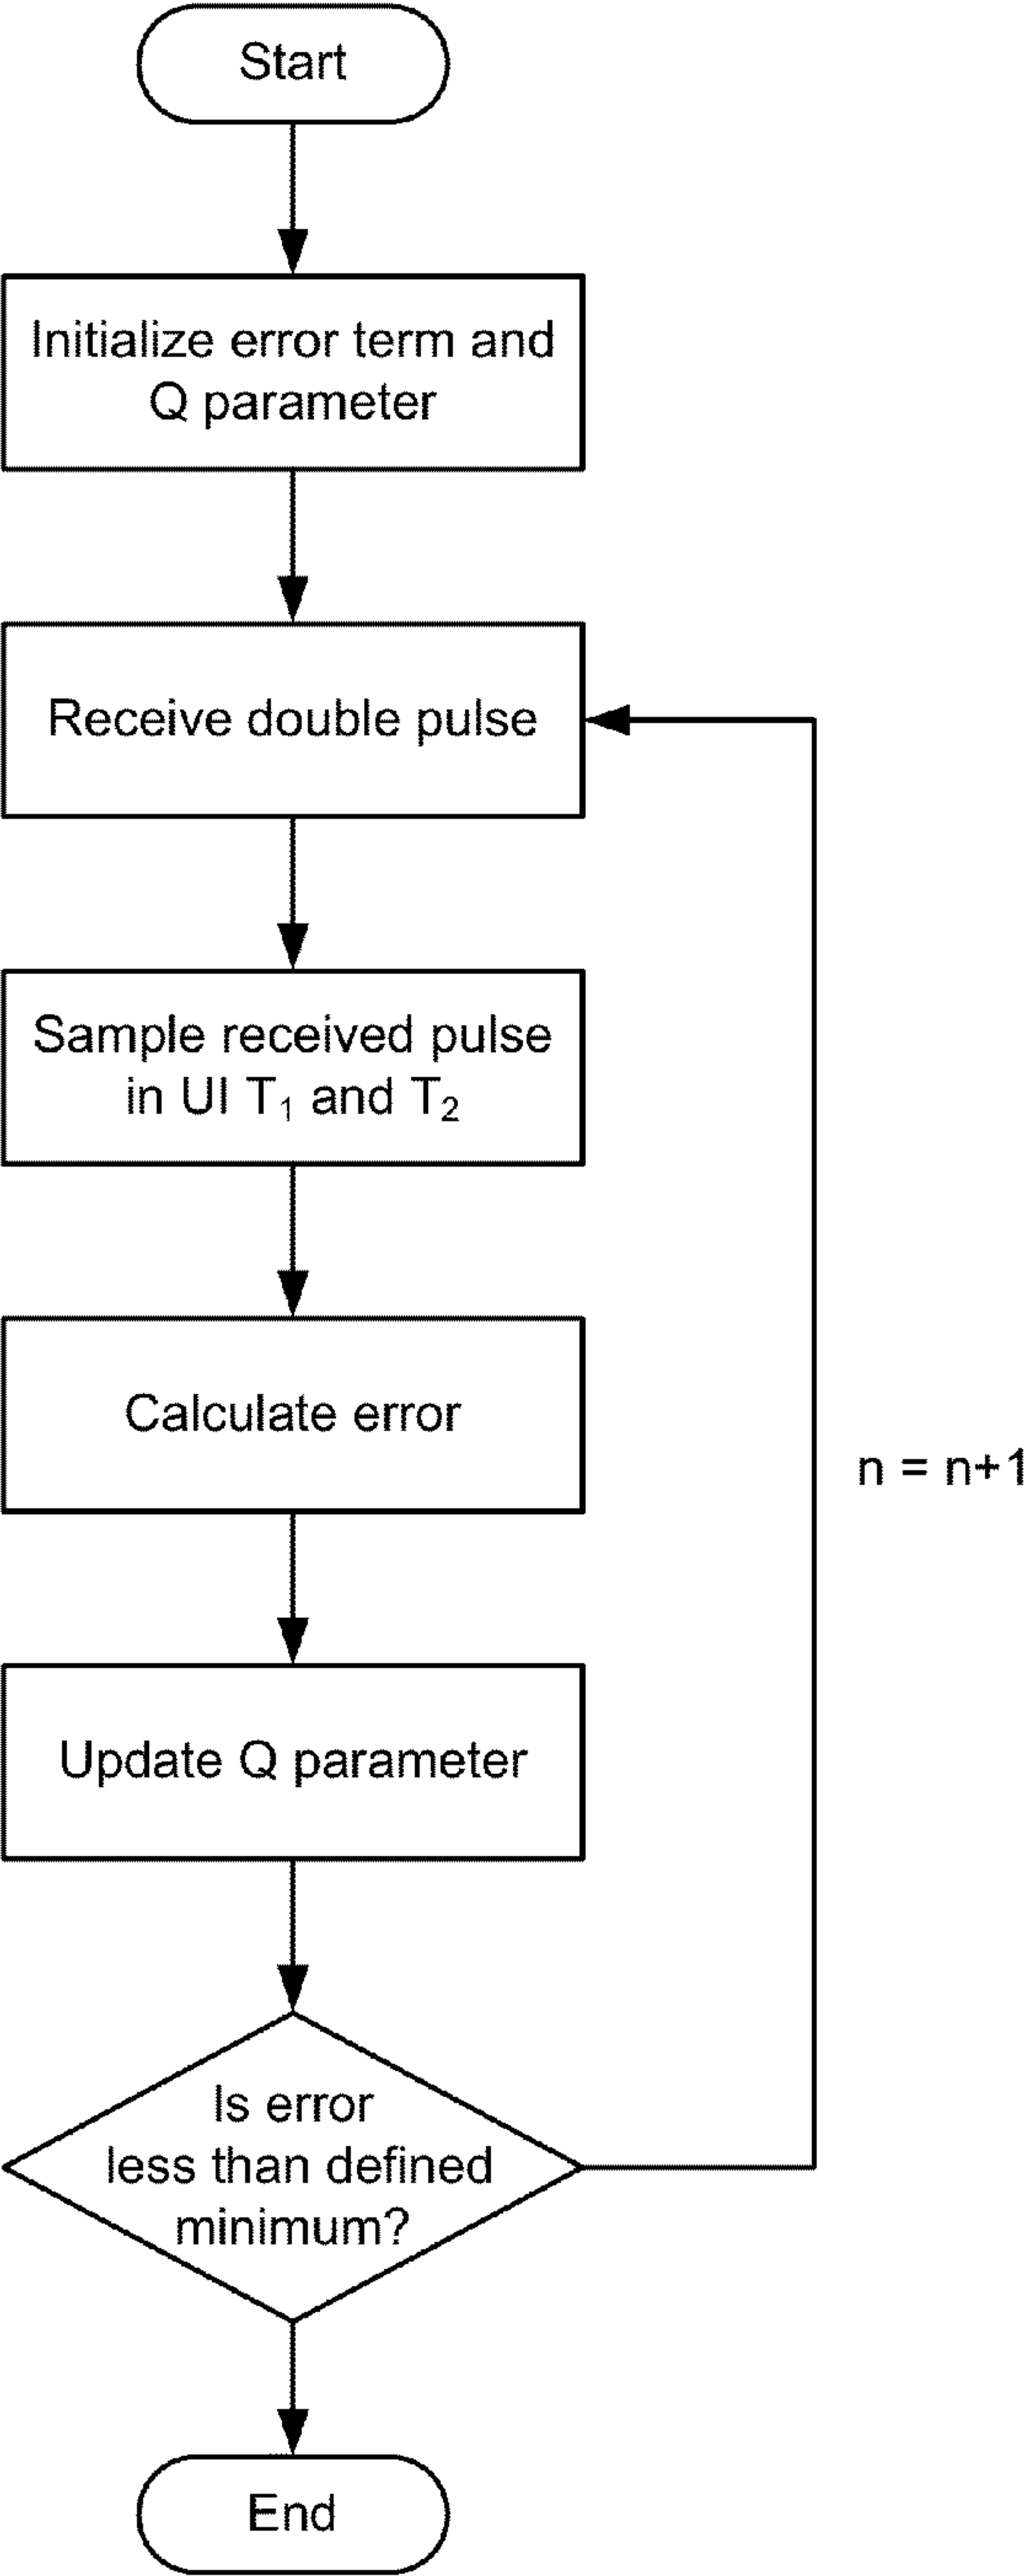 Start
Initialize error term and
Q parameter
Receive double pulse
Sample received pulse
in UI T₁ and T₂
Calculate error
n = n+1
Update Q parameter
Is error
less than defined
minimum?
End